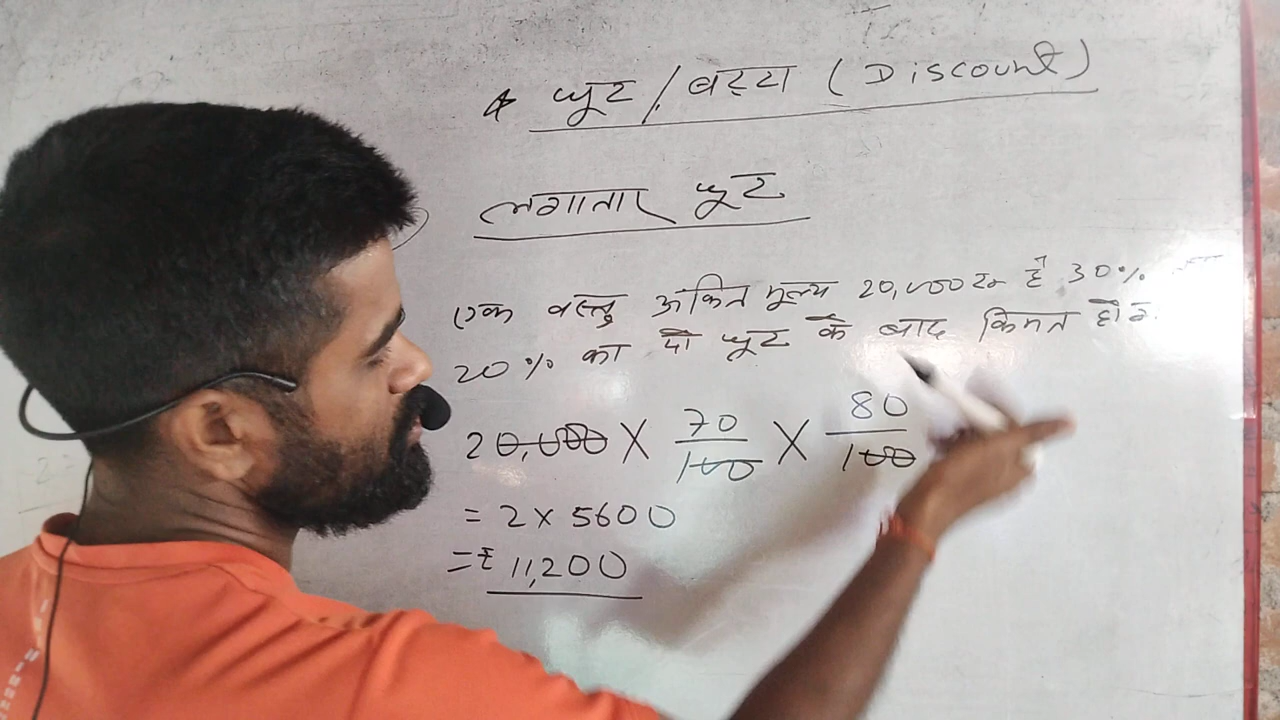 * छूट / बट्टा ( Discount )
लगातार छूट
एक वस्तु अंकित मूल्य 20,000 रू है 30%
20% का दो छूट के बाद किमत होगी
20,000 X 70/100 X 80/100
= 2 x 5600
= ₹ 11,200